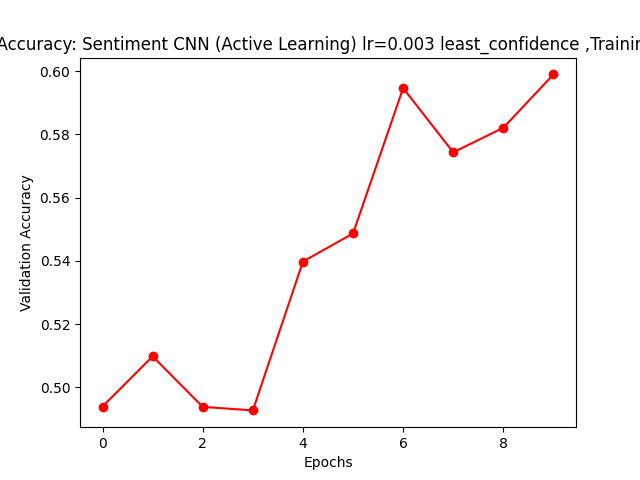 Accuracy: Sentiment CNN (Active Learning) lr=0.003 least_confidence ,Trainin
0.60
0.58
0.56
0.54
0.52
0.50
Validation Accuracy
0 2 4 6 8
Epochs